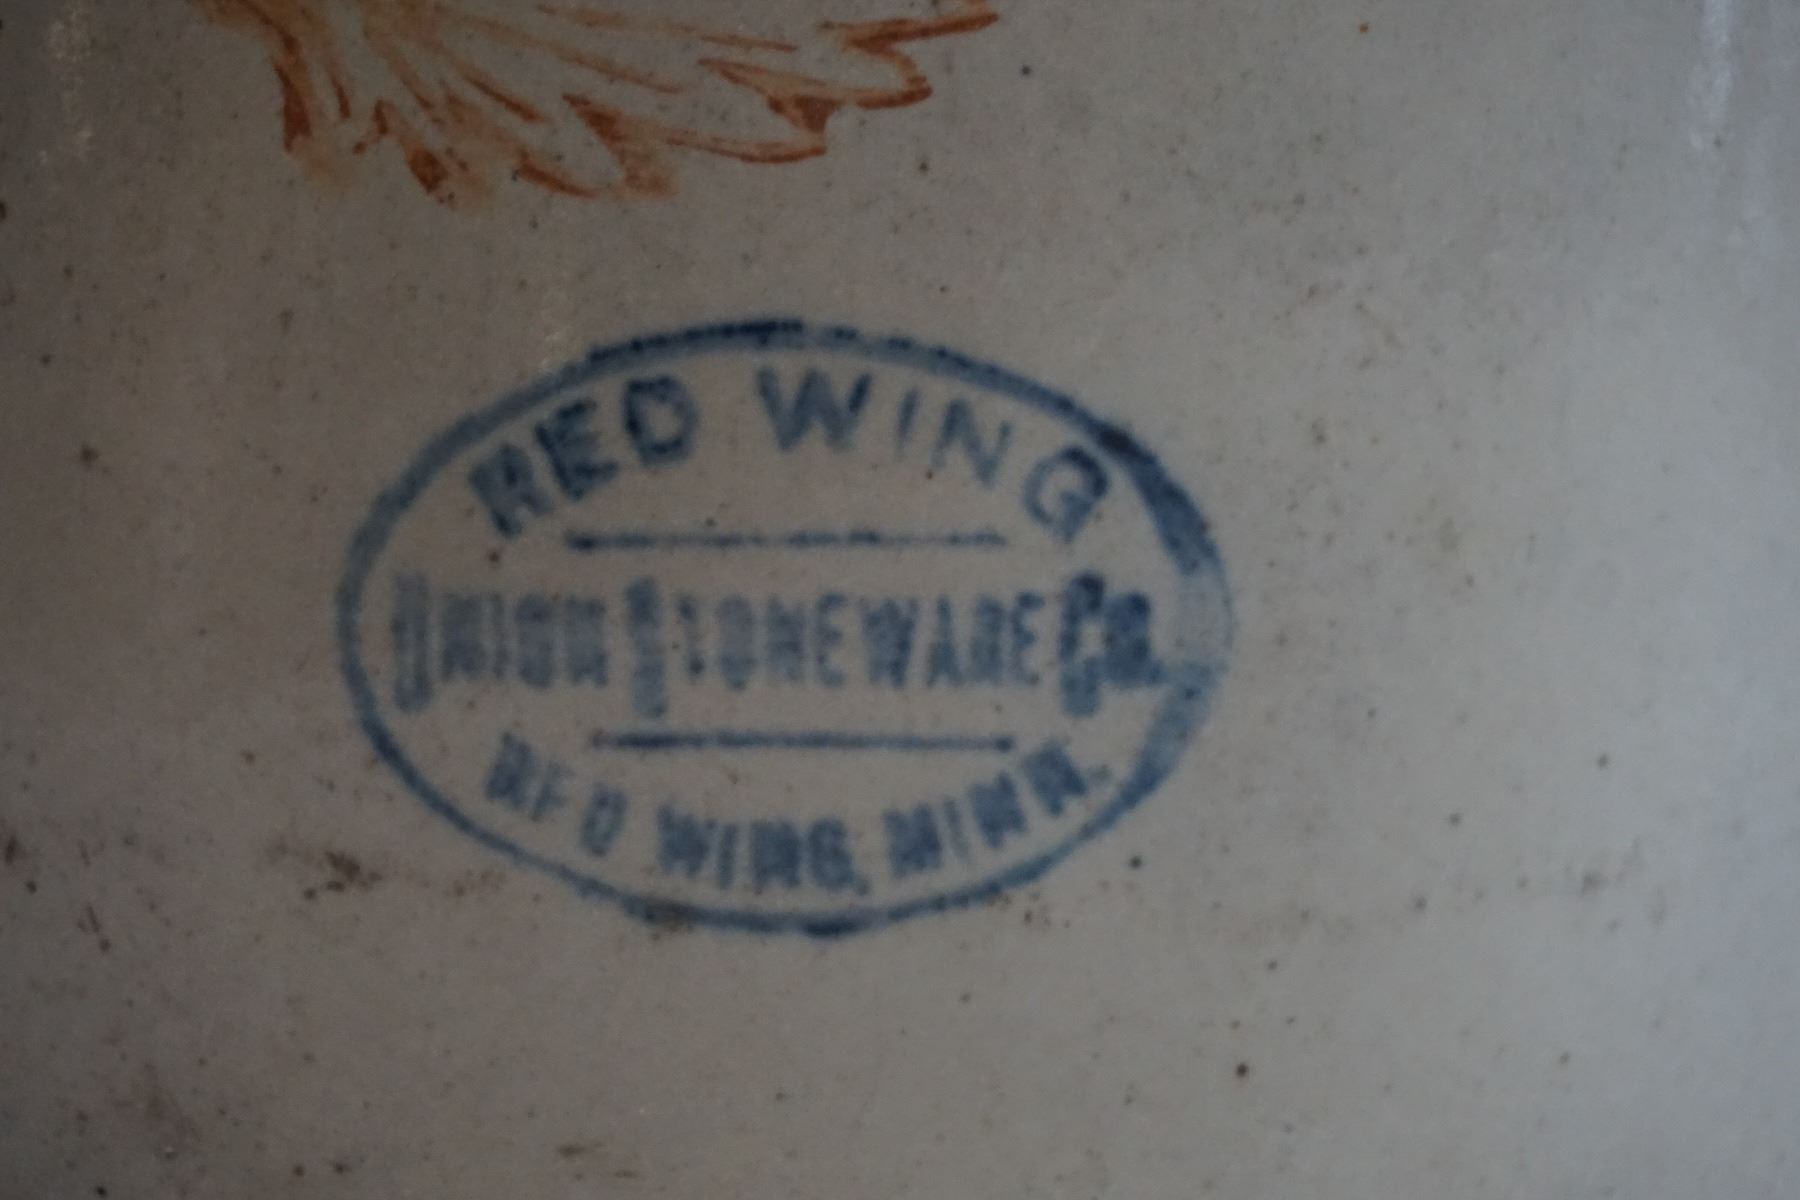 RED WING
UNION STONEWARE CO.
RED WING, MINN.